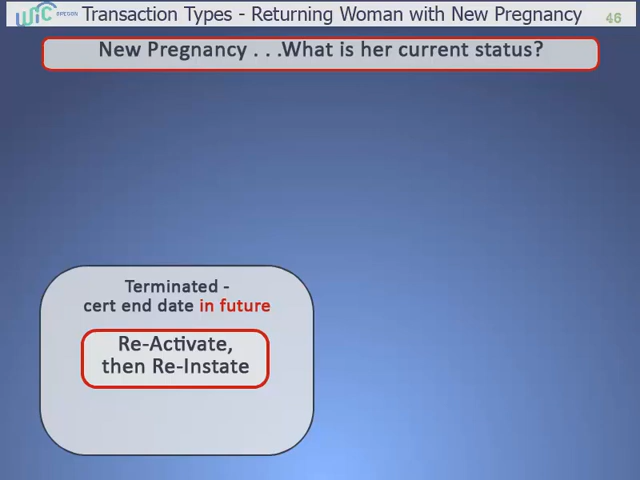 WIC OREGON
Transaction Types - Returning Woman with New Pregnancy
46
New Pregnancy . . .What is her current status?
Terminated -
cert end date in future
Re-Activate,
then Re-Instate